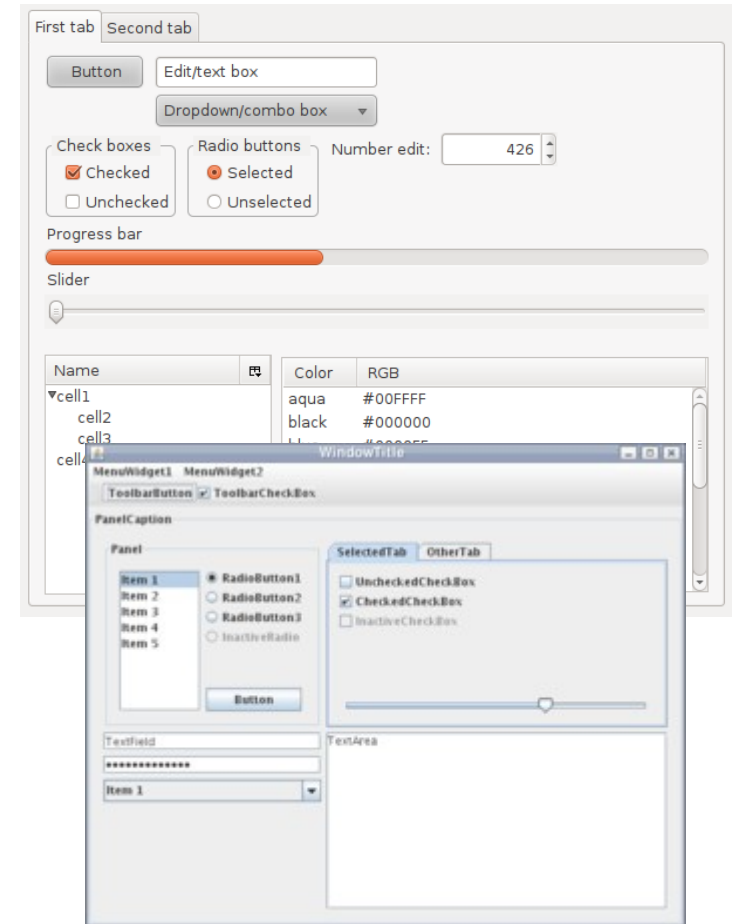 First tab Second tab
Button Edit/text box
Dropdown/combo box
Check boxes Radio buttons Number edit: 426
Checked Selected
Unchecked Unselected
Progress bar
Slider
Name Color RGB
cell1 aqua #00FFFF
cell2 black #000000
cell3
WindowTitle
MenuWidget1 MenuWidget2
ToolbarButton ToolbarCheckBox
PanelCaption
Panel SelectedTab OtherTab
Item 1 RadioButton1 UncheckedCheckBox
Item 2 RadioButton2 CheckedCheckBox
Item 3 RadioButton3 InactiveCheckBox
Item 4 InactiveRadio
Item 5
Button
TextField TextArea
•••••••••••••
Item 1